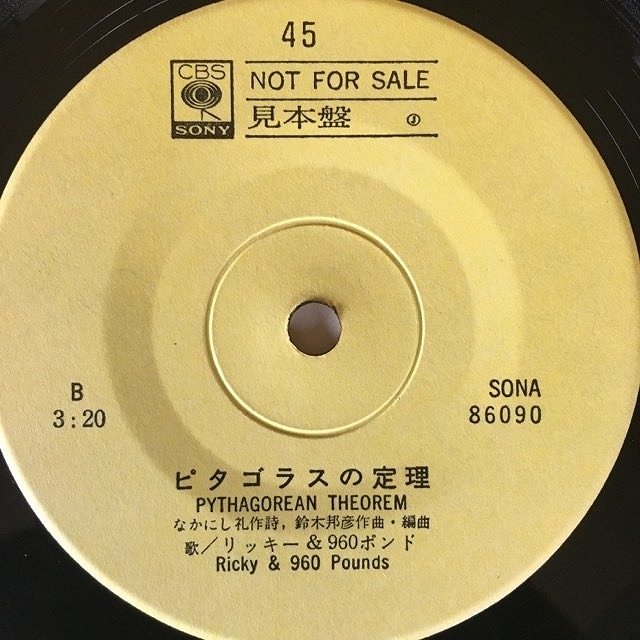 45
CBS
SONY
NOT FOR SALE
見本盤 Ⓙ
B
3:20
SONA
86090
ピタゴラスの定理
PYTHAGOREAN THEOREM
なかにし礼作詩, 鈴木邦彦作曲・編曲
歌／リッキー&960ポンド
Ricky & 960 Pounds